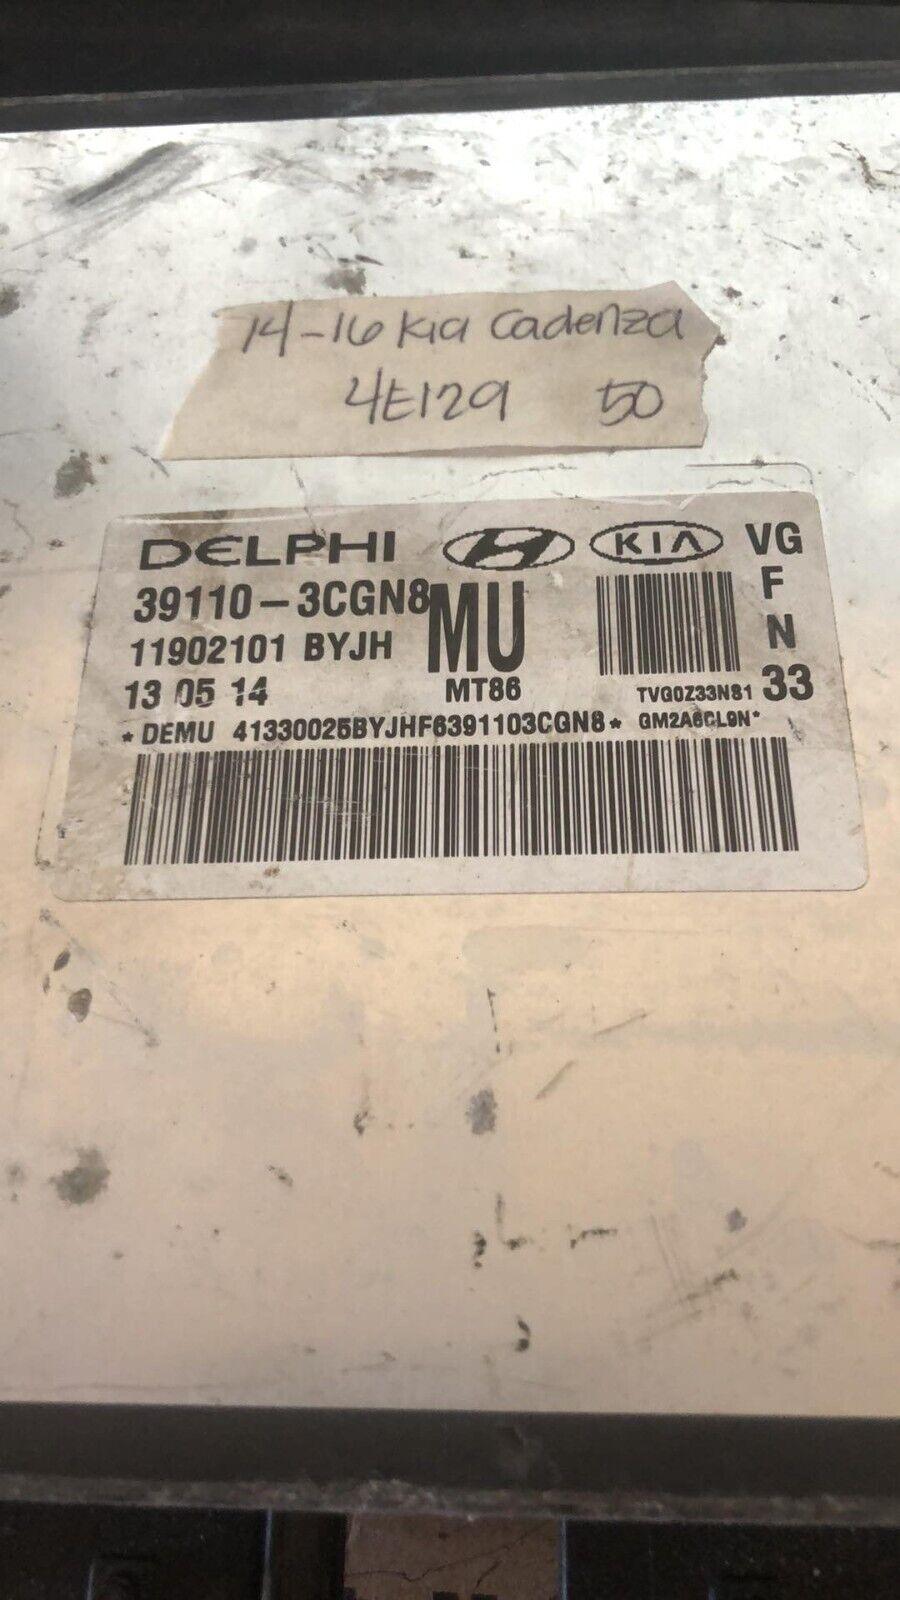 14-16 Kia Cadenza
4E129 50
DELPHI KIA VG
39110-3CGN8 MU F
11902101 BYJH N
13 05 14 MT86 TVG0Z33N81 33
*DEMU 41330025BYJHF6391103CGN8* GM2A6CL9N*